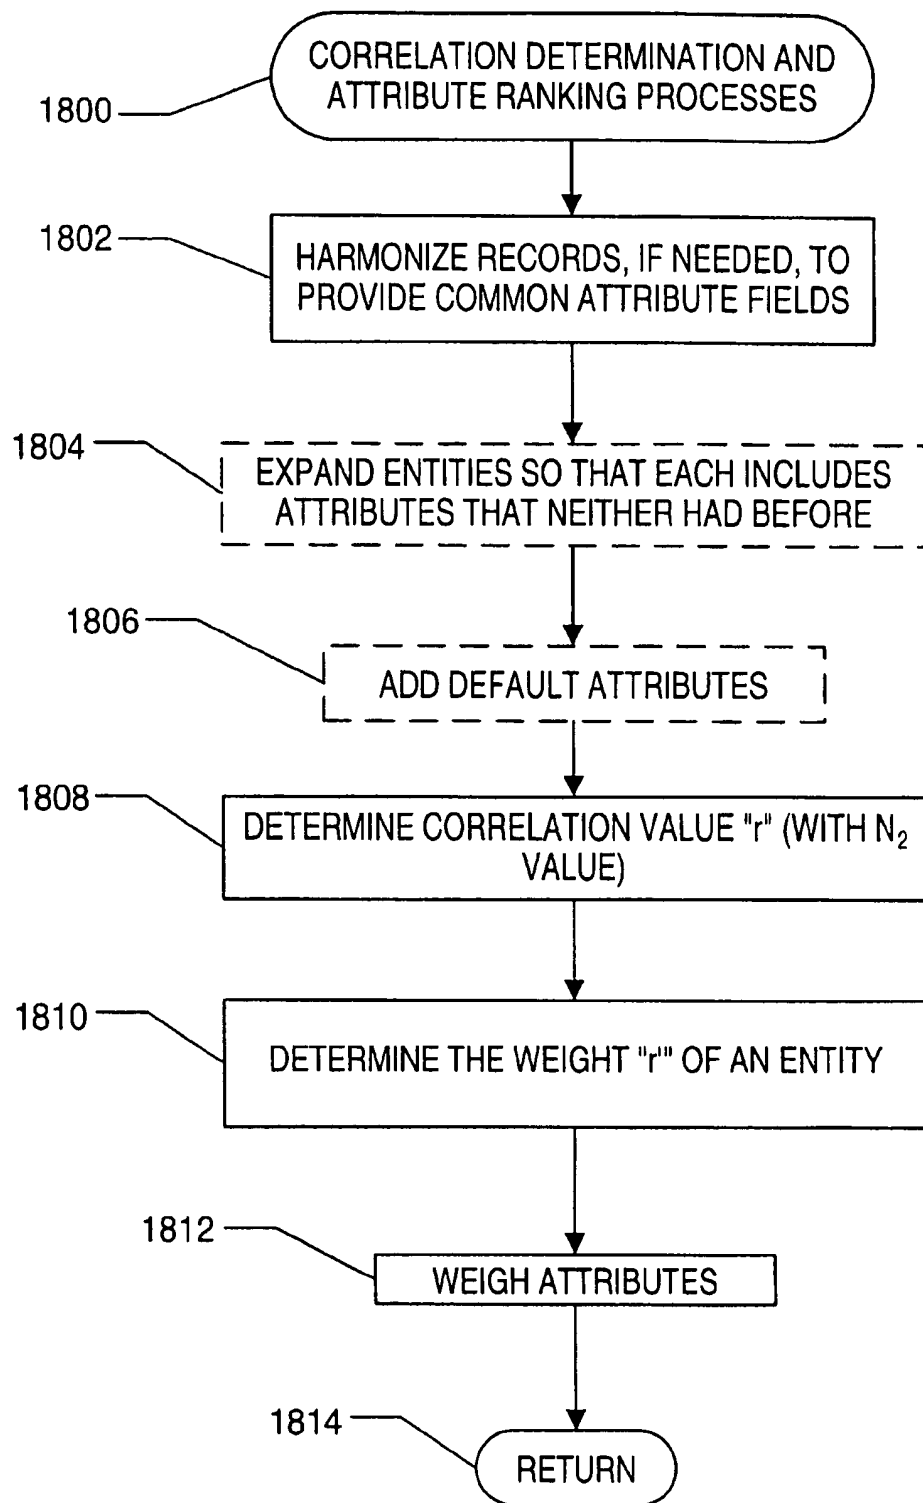 1800
CORRELATION DETERMINATION AND
ATTRIBUTE RANKING PROCESSES
1802
HARMONIZE RECORDS, IF NEEDED, TO
PROVIDE COMMON ATTRIBUTE FIELDS
1804
EXPAND ENTITIES SO THAT EACH INCLUDES
ATTRIBUTES THAT NEITHER HAD BEFORE
1806
ADD DEFAULT ATTRIBUTES
1808
DETERMINE CORRELATION VALUE "r" (WITH N₂
VALUE)
1810
DETERMINE THE WEIGHT "r'" OF AN ENTITY
1812
WEIGH ATTRIBUTES
1814
RETURN